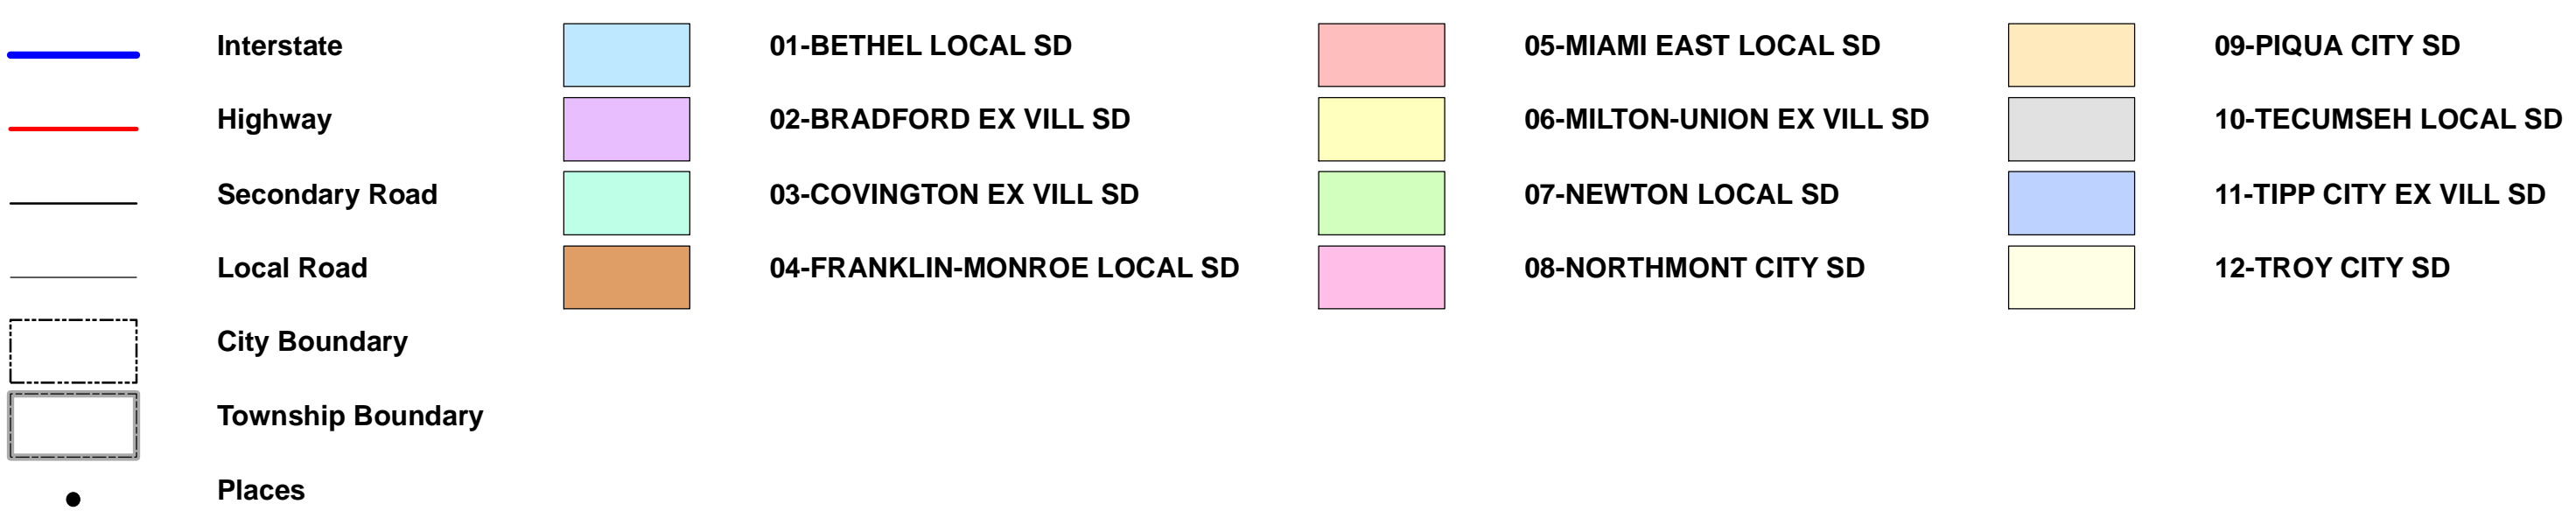 Interstate
Highway
Secondary Road
Local Road
City Boundary
Township Boundary
Places
01-BETHEL LOCAL SD
02-BRADFORD EX VILL SD
03-COVINGTON EX VILL SD
04-FRANKLIN-MONROE LOCAL SD
05-MIAMI EAST LOCAL SD
06-MILTON-UNION EX VILL SD
07-NEWTON LOCAL SD
08-NORTHMONT CITY SD
09-PIQUA CITY SD
10-TECUMSEH LOCAL SD
11-TIPP CITY EX VILL SD
12-TROY CITY SD